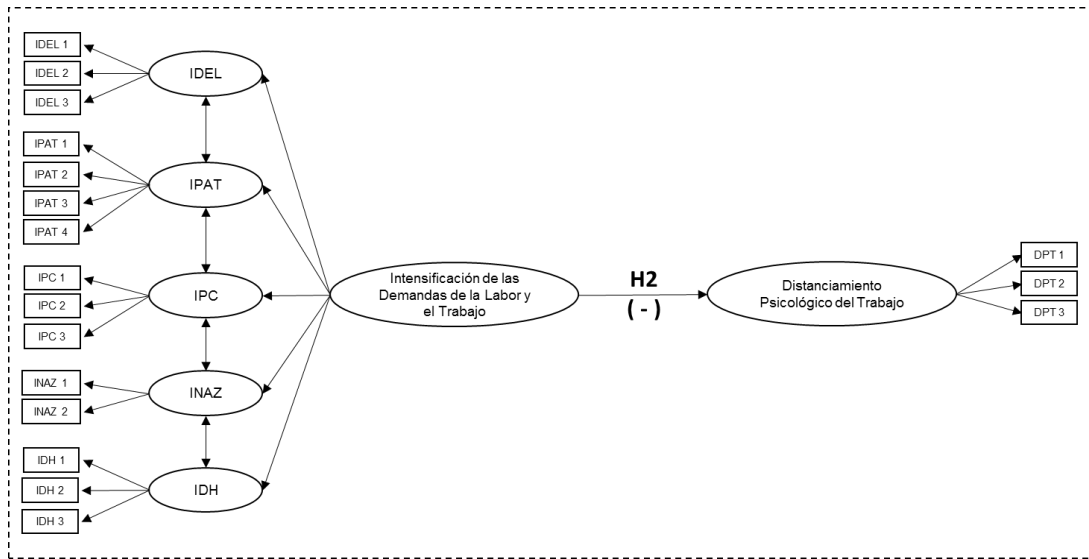 IDEL 1
IDEL 2
IDEL 3
IDEL
IPAT 1
IPAT 2
IPAT 3
IPAT 4
IPAT
IPC 1
IPC 2
IPC 3
IPC
INAZ 1
INAZ 2
INAZ
IDH 1
IDH 2
IDH 3
IDH
Intensificación de las
Demandas de la Labor y
el Trabajo
H2
( - )
Distanciamiento
Psicológico del Trabajo
DPT 1
DPT 2
DPT 3